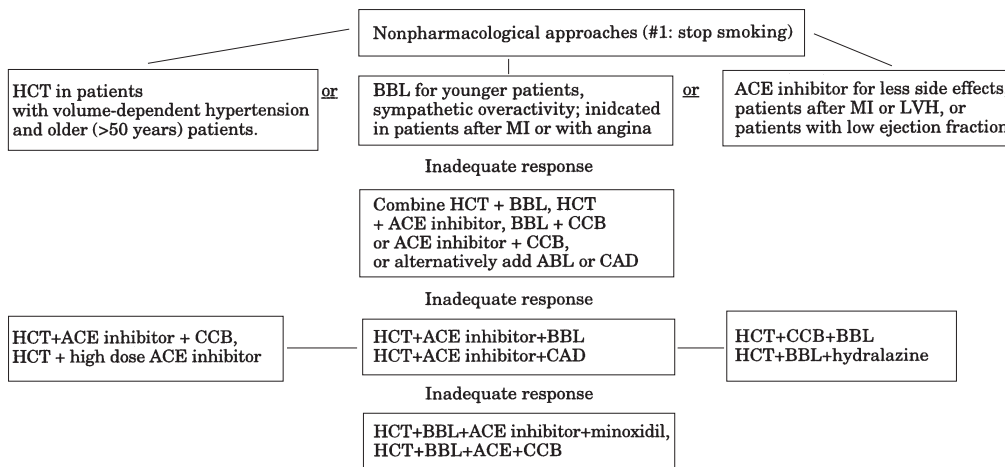 Nonpharmacological approaches (#1: stop smoking)
HCT in patients
with volume-dependent hypertension
and older (>50 years) patients.
or
BBL for younger patients,
sympathetic overactivity; inidcated
in patients after MI or with angina
or
ACE inhibitor for less side effects,
patients after MI or LVH, or
patients with low ejection fraction
Inadequate response
Combine HCT + BBL, HCT
+ ACE inhibitor, BBL + CCB
or ACE inhibitor + CCB,
or alternatively add ABL or CAD
Inadequate response
HCT+ACE inhibitor + CCB,
HCT + high dose ACE inhibitor
HCT+ACE inhibitor+BBL
HCT+ACE inhibitor+CAD
HCT+CCB+BBL
HCT+BBL+hydralazine
Inadequate response
HCT+BBL+ACE inhibitor+minoxidil,
HCT+BBL+ACE+CCB